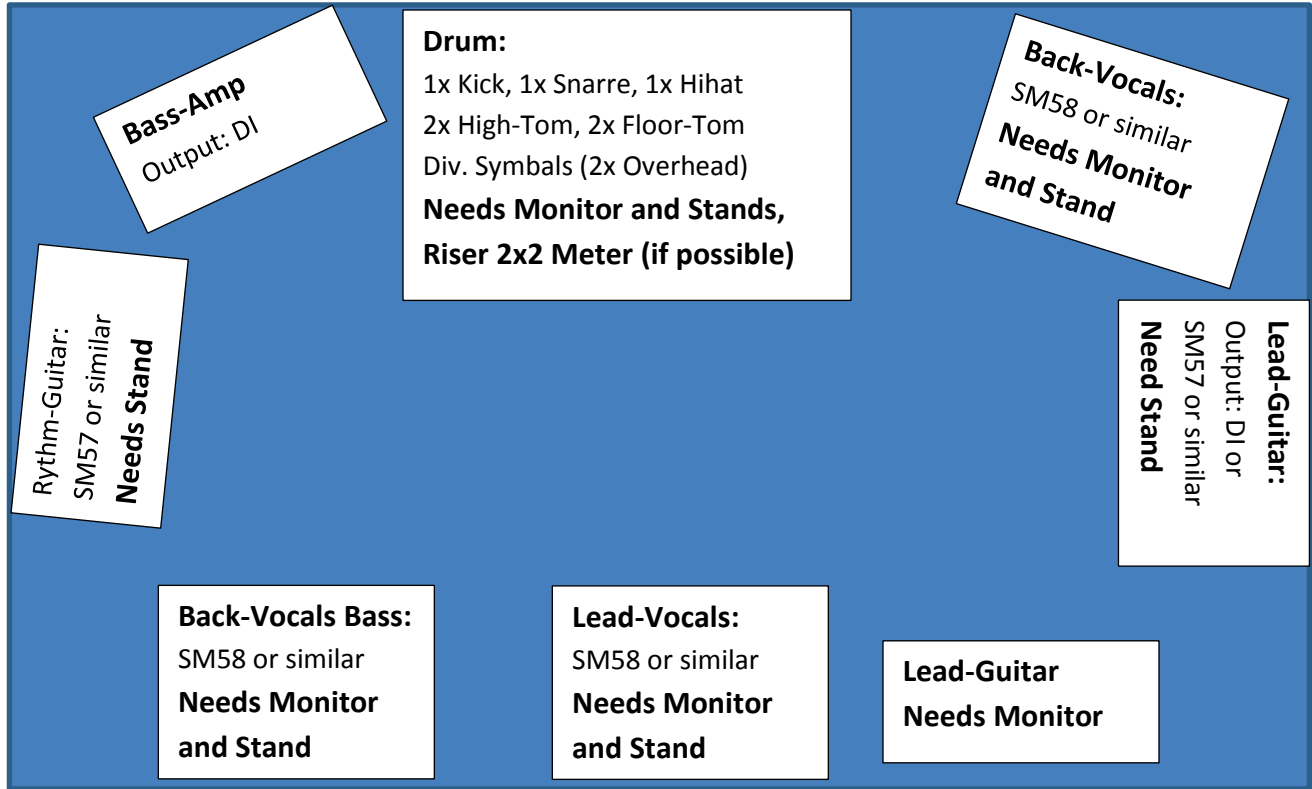 Bass-Amp
Output: DI
Drum:
1x Kick, 1x Snarre, 1x Hihat
2x High-Tom, 2x Floor-Tom
Div. Symbals (2x Overhead)
Needs Monitor and Stands,
Riser 2x2 Meter (if possible)
Back-Vocals:
SM58 or similar
Needs Monitor
and Stand
Rythm-Guitar:
SM57 or similar
Needs Stand
Lead-Guitar:
Output: DI or
SM57 or similar
Need Stand
Back-Vocals Bass:
SM58 or similar
Needs Monitor
and Stand
Lead-Vocals:
SM58 or similar
Needs Monitor
and Stand
Lead-Guitar
Needs Monitor